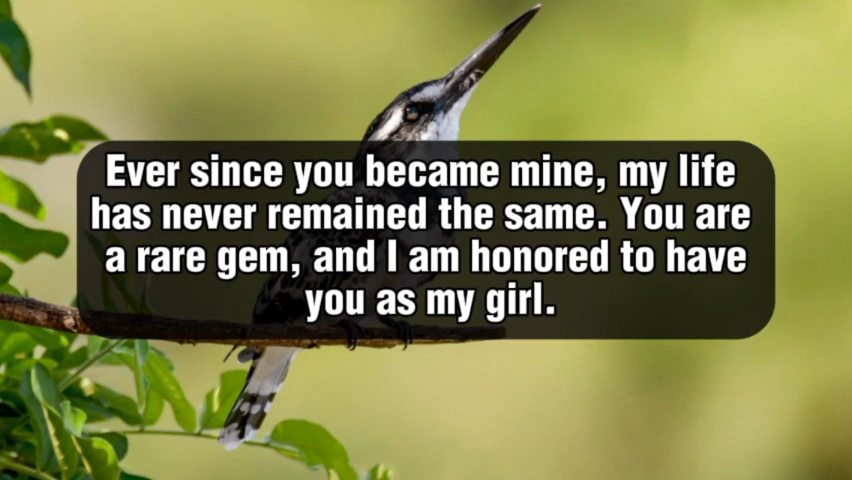 Ever since you became mine, my life
has never remained the same. You are
a rare gem, and I am honored to have
you as my girl.